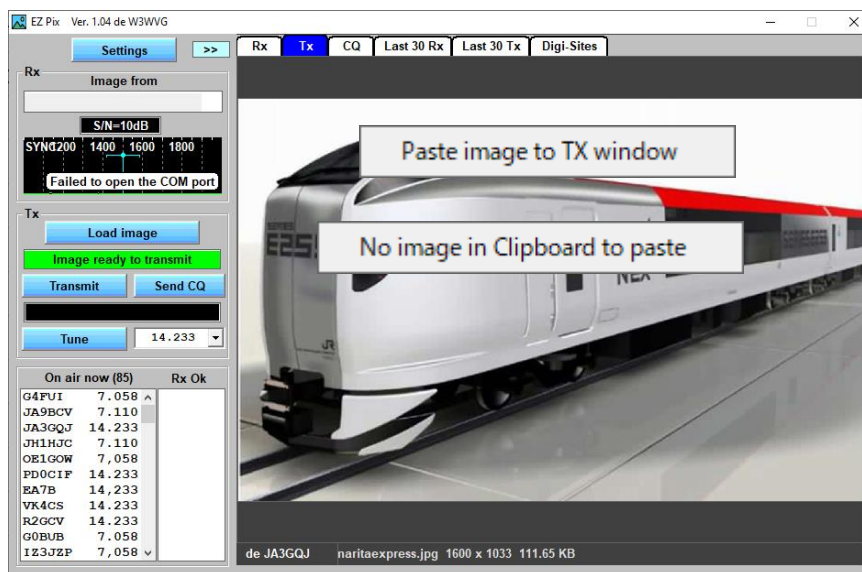 EZ Pix Ver. 1.04 de W3WVG
Settings
>>
Rx
Image from
S/N=10dB
SYNC 1200 1400 1600 1800
Failed to open the COM port
Tx
Load image
Image ready to transmit
Transmit
Send CQ
Tune
14.233
On air now (85) Rx Ok
G4FUI 7.058
JA9BCV 7.110
JA3GQJ 14.233
JH1HJC 7.110
OE1GOW 7,058
PD0CIF 14.233
EA7B 14,233
VK4CS 14.233
R2GCV 14.233
G0BUB 7.058
IZ3JZP 7,058
Rx Tx CQ Last 30 Rx Last 30 Tx Digi-Sites
Paste image to TX window
SERIES
E25
No image in Clipboard to paste
NEX
JR
de JA3GQJ naritaexpress.jpg 1600 x 1033 111.65 KB